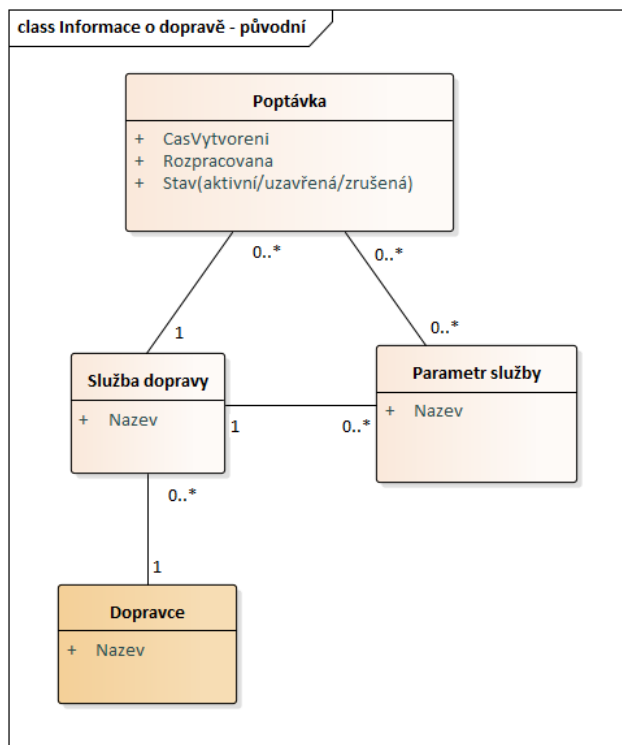 class Informace o dopravě - původní
Poptávka
+ CasVytvoreni
+ Rozpracovana
+ Stav(aktivní/uzavřená/zrušená)
0..*
0..*
1
0..*
Služba dopravy
+ Nazev
Parametr služby
+ Nazev
1
0..*
0..*
1
Dopravce
+ Nazev